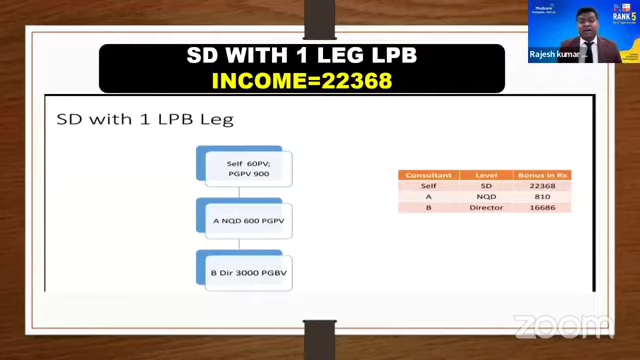 SD WITH 1 LEG LPB
INCOME=22368
SD with 1 LPB Leg
Self 60PV;
PGPV 900
A NQD 600 PGPV
B Dir 3000 PGBV
Consultant Level Bonus in Rs
Self SD 22368
A NQD 810
B Director 16686
Medicare
RANK 5
Rajesh kumar
zoom